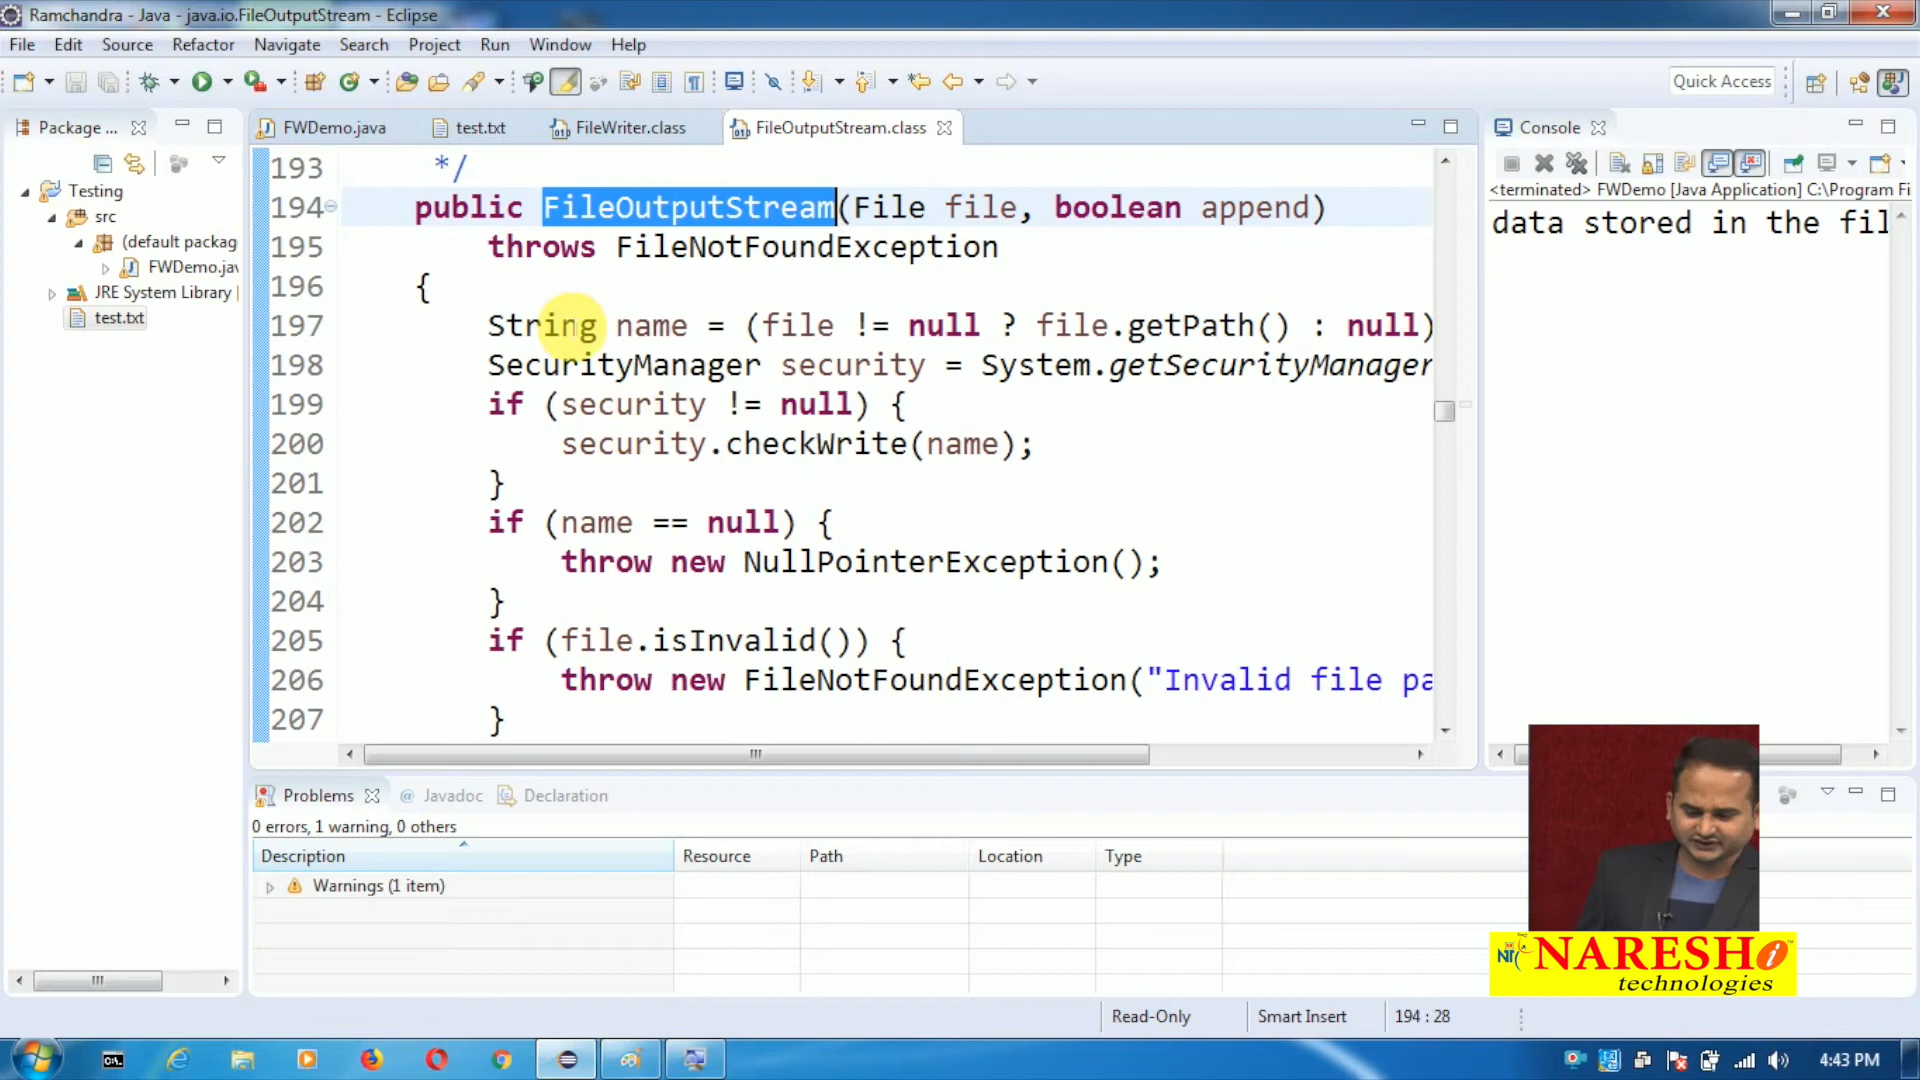 Ramchandra - Java - java.io.FileOutputStream - Eclipse
File Edit Source Refactor Navigate Search Project Run Window Help
Quick Access
Package ...
FWDemo.java test.txt FileWriter.class FileOutputStream.class
Console
Testing
src
(default packag
FWDemo.jav
JRE System Library
test.txt
193 */
194 public FileOutputStream(File file, boolean append)
195 throws FileNotFoundException
196 {
197 String name = (file != null ? file.getPath() : null)
198 SecurityManager security = System.getSecurityManager
199 if (security != null) {
200 security.checkWrite(name);
201 }
202 if (name == null) {
203 throw new NullPointerException();
204 }
205 if (file.isInvalid()) {
206 throw new FileNotFoundException("Invalid file pa
207 }
<terminated> FWDemo [Java Application] C:\Program Fi
data stored in the fil
Problems @ Javadoc Declaration
0 errors, 1 warning, 0 others
Description Resource Path Location Type
Warnings (1 item)
NARESH i
technologies
Read-Only Smart Insert 194 : 28
4:43 PM